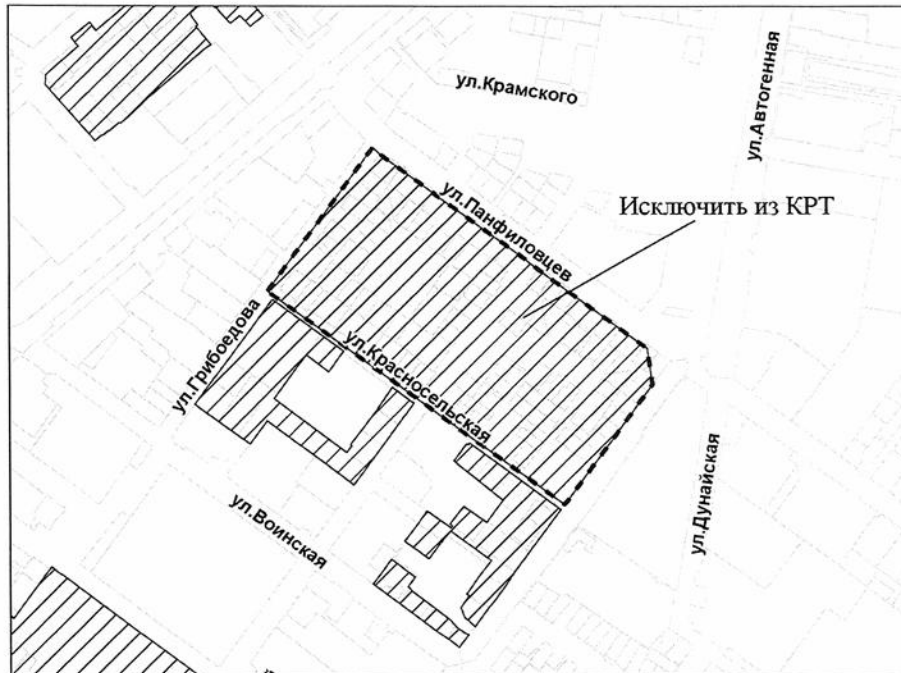 ул.Крамского
ул.Автогенная
ул.Панфиловцев
Исключить из КРТ
ул.Грибоедова
ул.Красносельская
ул.Воинская
ул.Дунайская